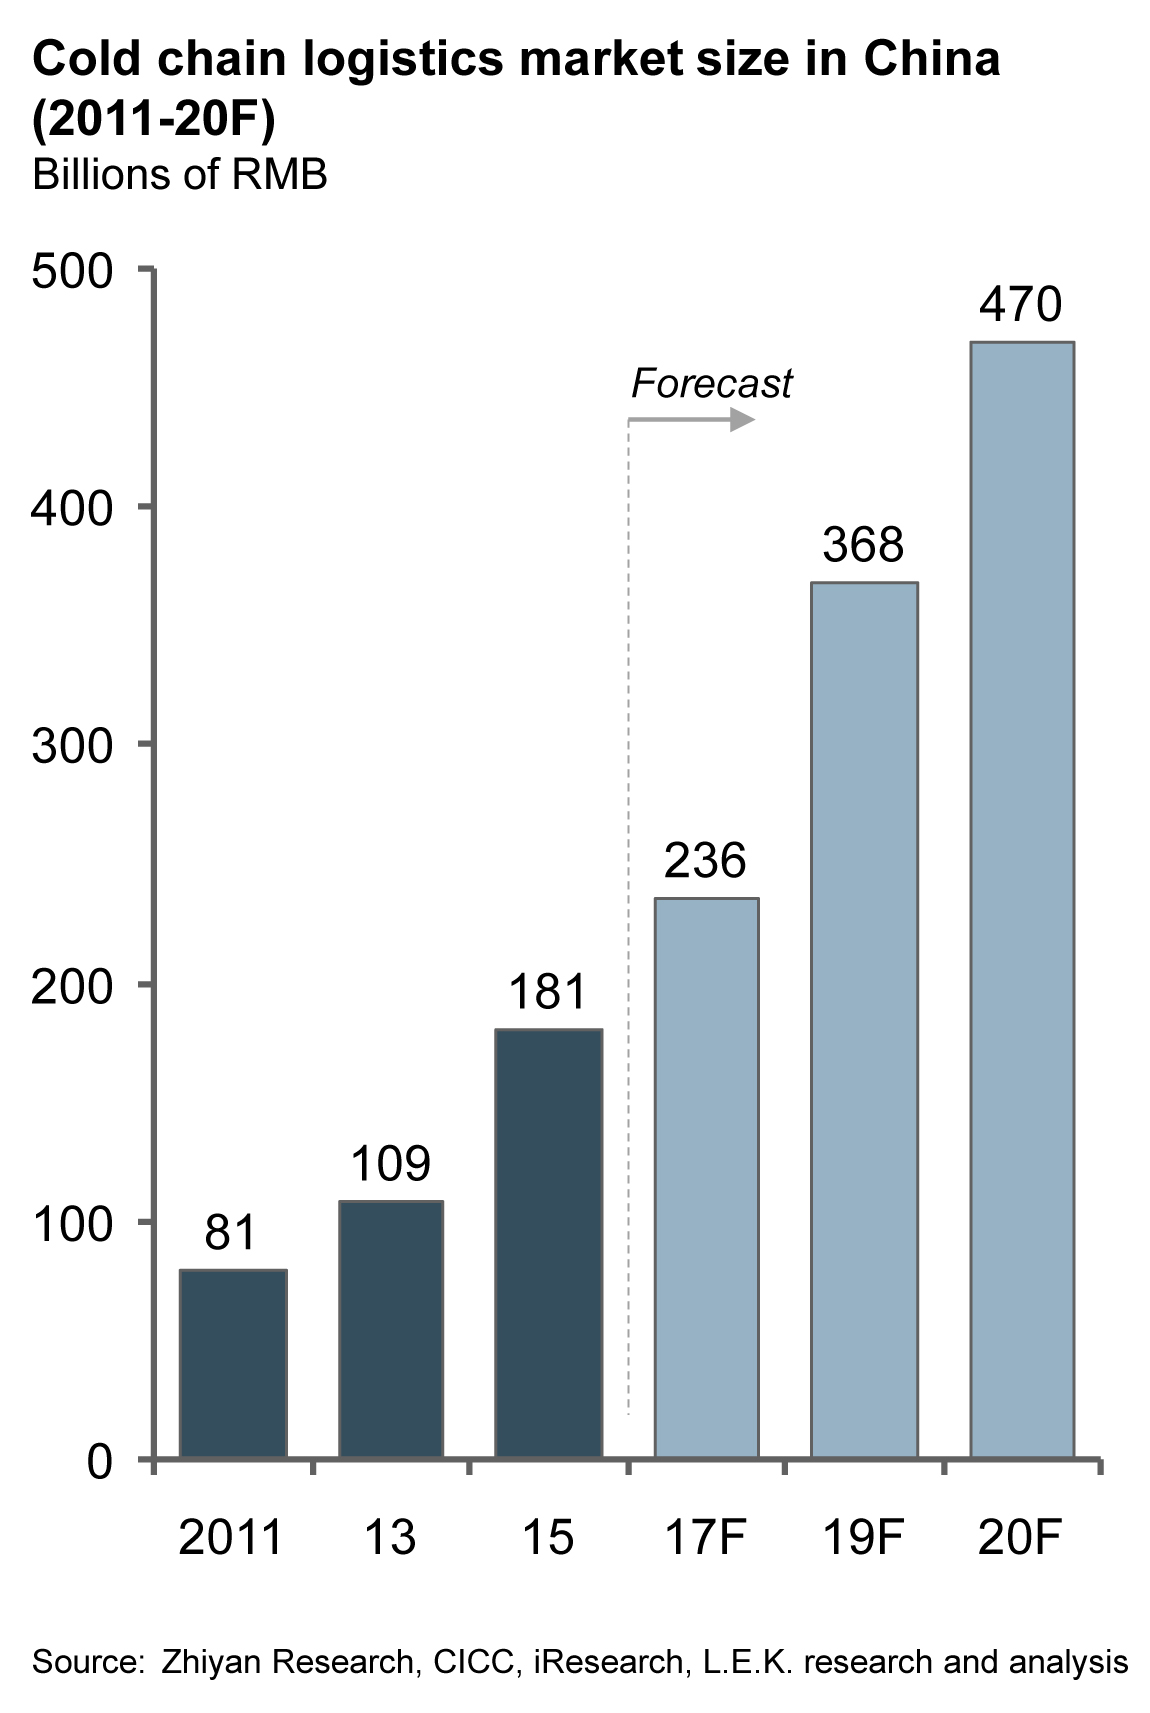 Cold chain logistics market size in China
(2011-20F)
Billions of RMB
500
400
300
200
100
0
Forecast
81
109
181
236
368
470
2011
13
15
17F
19F
20F
Source: Zhiyan Research, CICC, iResearch, L.E.K. research and analysis